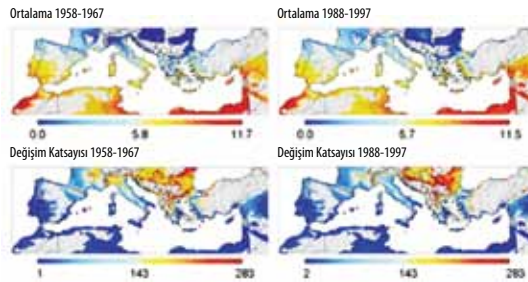 Ortalama 1958-1967
Ortalama 1988-1997
0.0 5.8 11.7
0.0 5.7 11.5
Değişim Katsayısı 1958-1967
Değişim Katsayısı 1988-1997
1 143 283
2 143 283